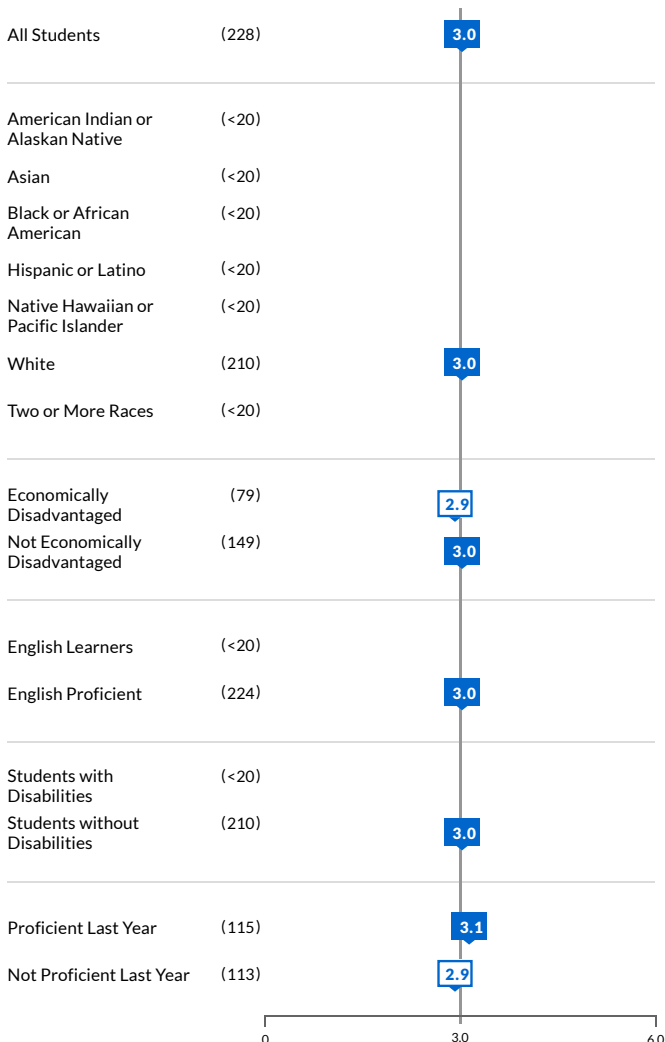 All Students (228) 3.0
American Indian or (<20)
Alaskan Native
Asian (<20)
Black or African (<20)
American
Hispanic or Latino (<20)
Native Hawaiian or (<20)
Pacific Islander
White (210) 3.0
Two or More Races (<20)
Economically (79) 2.9
Disadvantaged
Not Economically (149) 3.0
Disadvantaged
English Learners (<20)
English Proficient (224) 3.0
Students with (<20)
Disabilities
Students without (210) 3.0
Disabilities
Proficient Last Year (115) 3.1
Not Proficient Last Year (113) 2.9
0 3.0 6.0